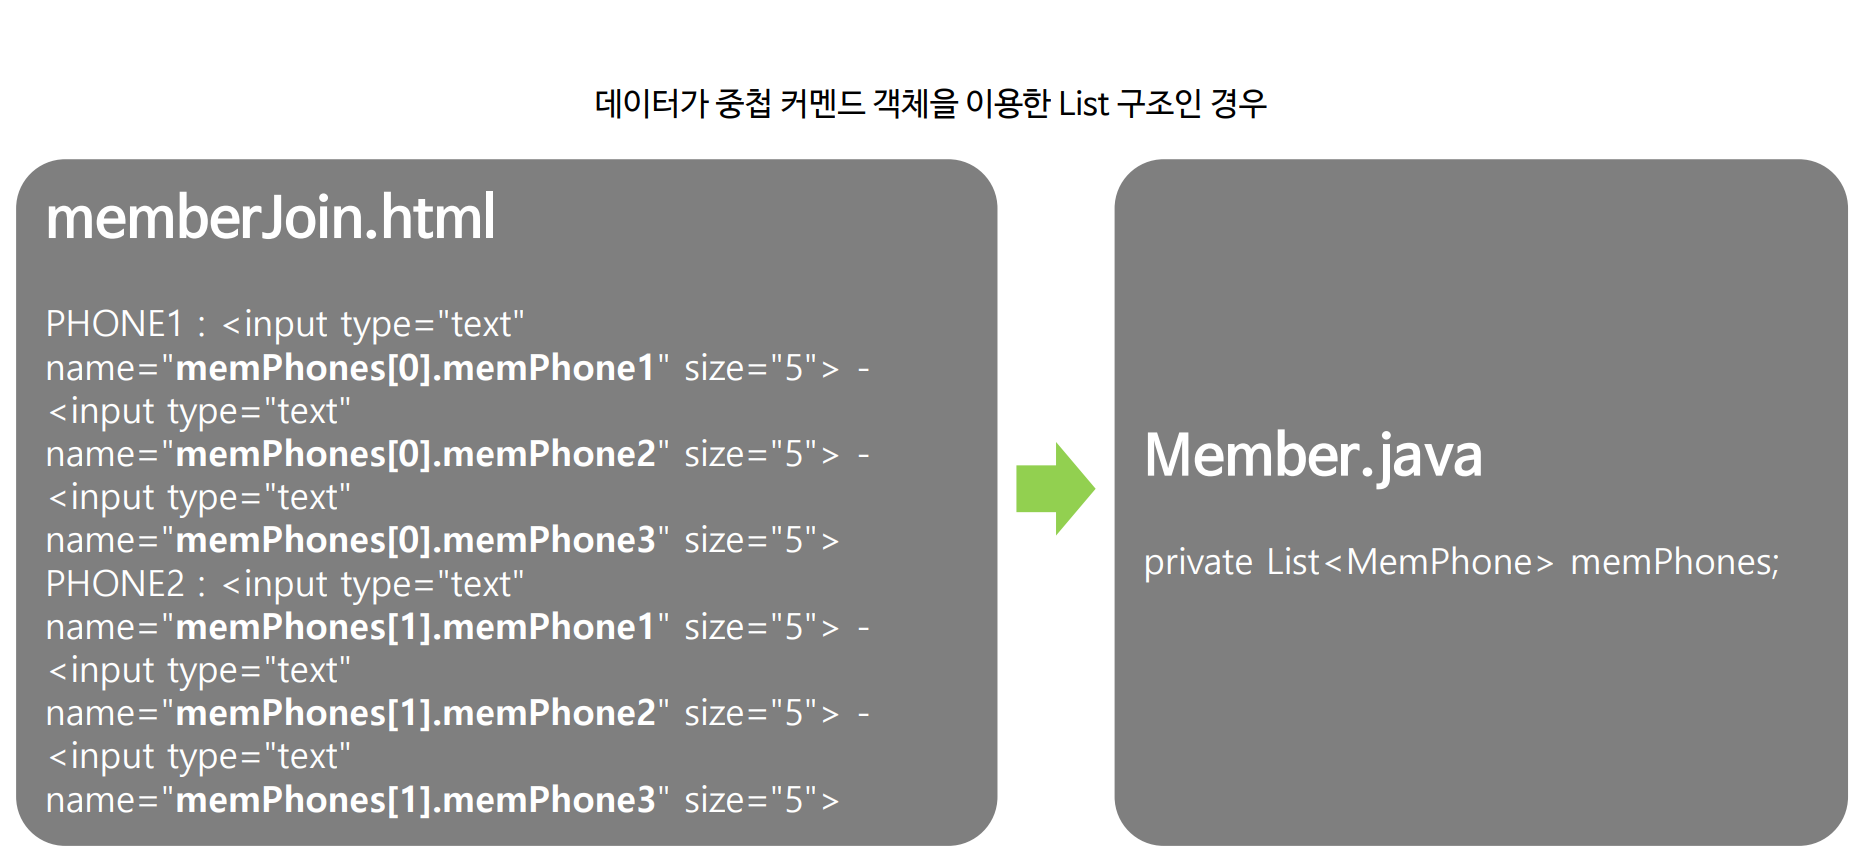 데이터가 중첩 커멘드 객체을 이용한 List 구조인 경우
memberJoin.html
PHONE1 : <input type="text"
name="memPhones[0].memPhone1" size="5"> -
<input type="text"
name="memPhones[0].memPhone2" size="5"> -
<input type="text"
name="memPhones[0].memPhone3" size="5">
PHONE2 : <input type="text"
name="memPhones[1].memPhone1" size="5"> -
<input type="text"
name="memPhones[1].memPhone2" size="5"> -
<input type="text"
name="memPhones[1].memPhone3" size="5">
Member.java
private List<MemPhone> memPhones;